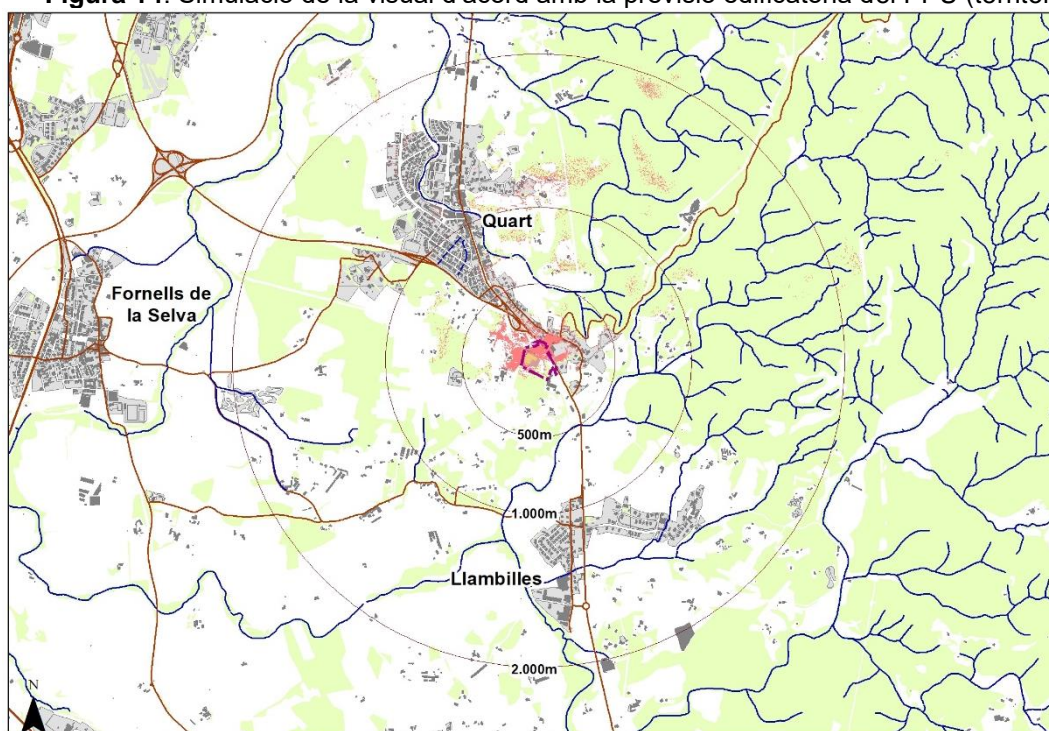 Simulació de la visual d'acord amb la previsió edificatòria del
Quart
Fornells de
la Selva
500m
1.000m
Llambilles
2.000m
N